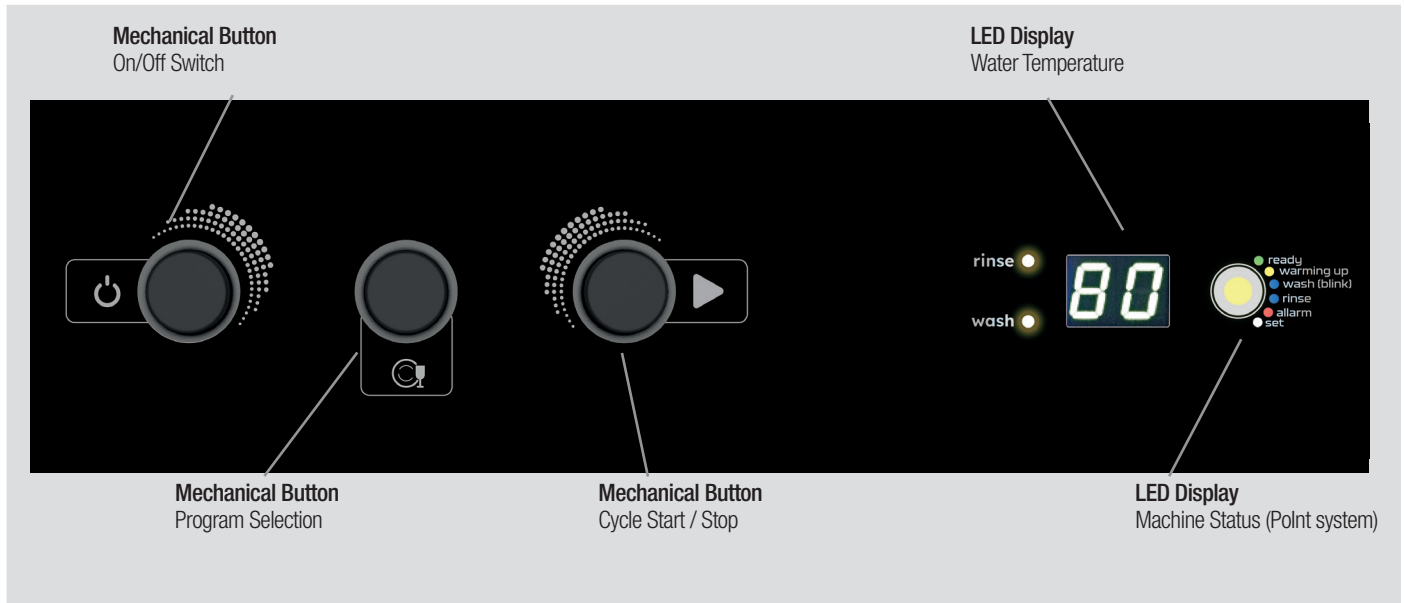 Mechanical Button
On/Off Switch
LED Display
Water Temperature
rinse
wash
80
ready
warming up
wash (blink)
rinse
allarm
set
Mechanical Button
Program Selection
Mechanical Button
Cycle Start / Stop
LED Display
Machine Status (PoInt system)